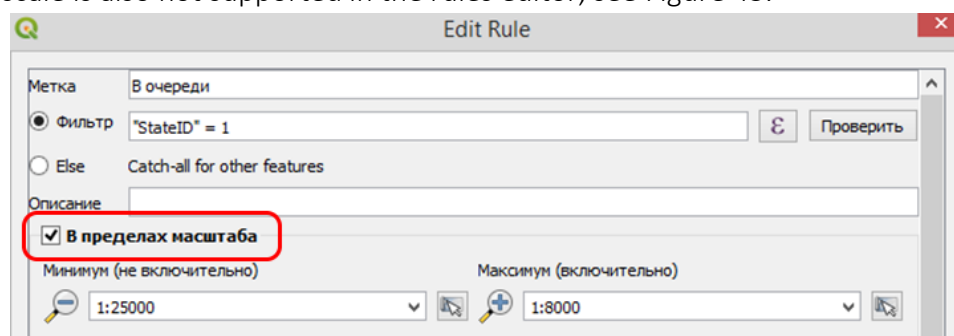 Edit Rule
Метка В очереди
Фильтр "StateID" = 1 ε Проверить
Else Catch-all for other features
Описание
В пределах масштаба
Минимум (не включительно) Максимум (включительно)
1:25000 1:8000